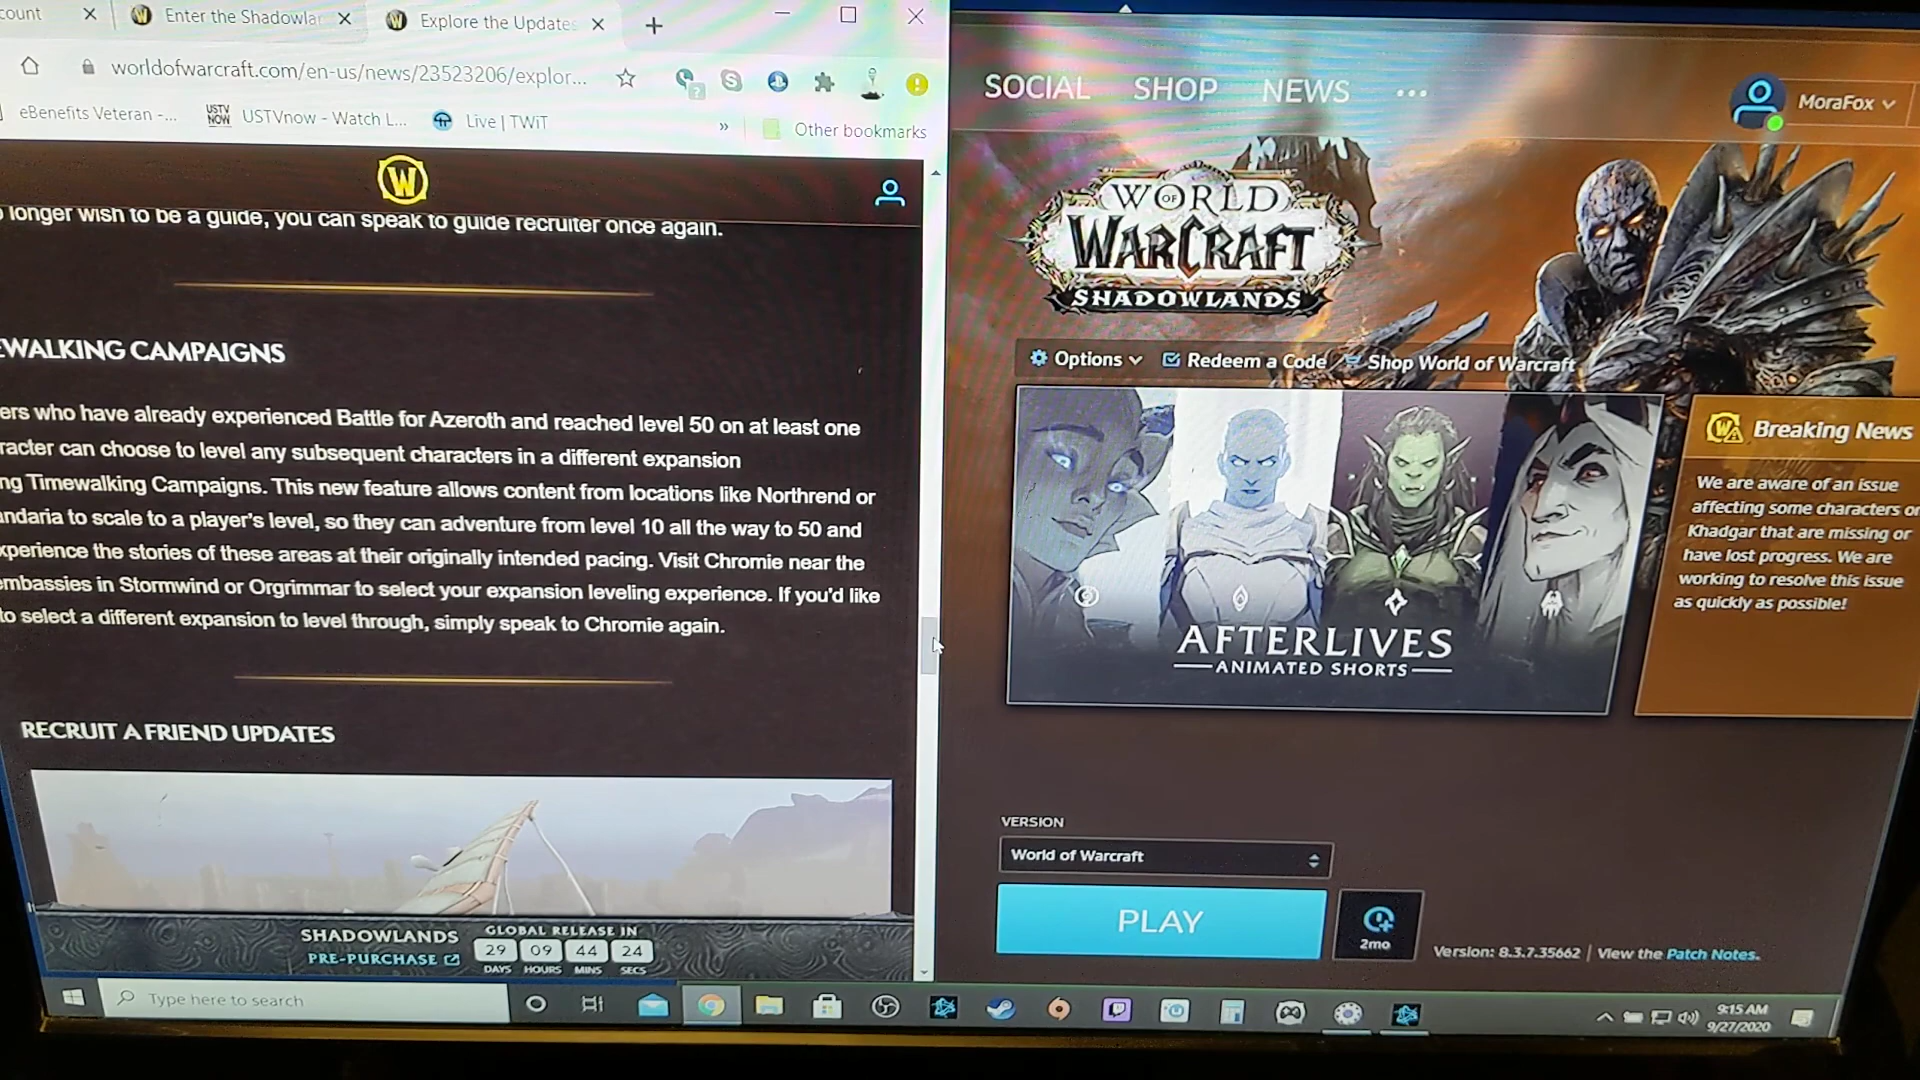 count
Enter the Shadowla
Explore the Updates
worldofwarcraft.com/en-us/news/23523206/explor...
eBenefits Veteran -...
USTV NOW
USTVnow - Watch L...
Live | TWiT
»
Other bookmarks
longer wish to be a guide, you can speak to guide recruiter once again.
EWALKING CAMPAIGNS
ers who have already experienced Battle for Azeroth and reached level 50 on at least one
racter can choose to level any subsequent characters in a different expansion
ng Timewalking Campaigns. This new feature allows content from locations like Northrend or
andaria to scale to a player's level, so they can adventure from level 10 all the way to 50 and
xperience the stories of these areas at their originally intended pacing. Visit Chromie near the
embassies in Stormwind or Orgrimmar to select your expansion leveling experience. If you'd like
to select a different expansion to level through, simply speak to Chromie again.
RECRUIT A FRIEND UPDATES
SHADOWLANDS
PRE-PURCHASE
GLOBAL RELEASE IN
29 09 44 24
DAYS HOURS MINS SECS
SOCIAL SHOP NEWS ...
MoraFox
WORLD OF WARCRAFT
SHADOWLANDS
Options
Redeem a Code
Shop World of Warcraft
AFTERLIVES
ANIMATED SHORTS
Breaking News
We are aware of an issue
affecting some characters on
Khadgar that are missing or
have lost progress. We are
working to resolve this issue
as quickly as possible!
VERSION
World of Warcraft
PLAY
2mo
Version: 8.3.7.35662 | View the Patch Notes.
Type here to search
9:15 AM
9/27/2020